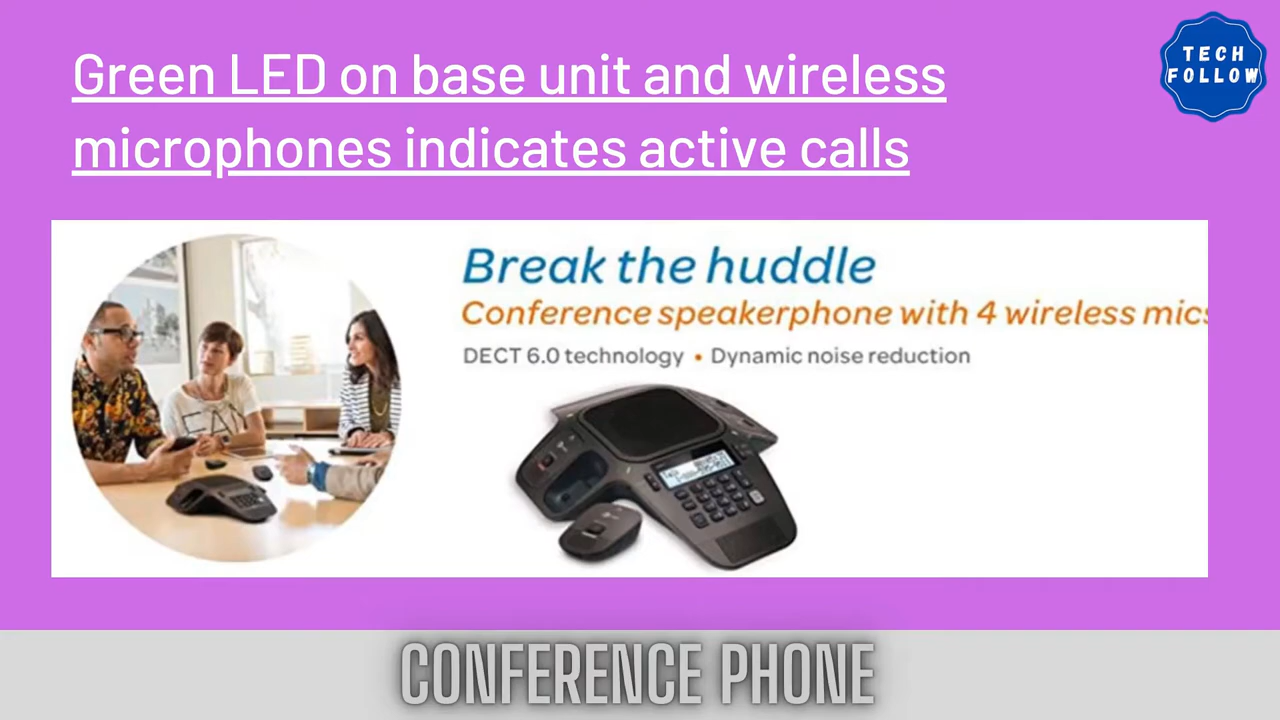 Green LED on base unit and wireless
microphones indicates active calls
TECH
FOLLOW
Break the huddle
Conference speakerphone with 4 wireless mics
DECT 6.0 technology • Dynamic noise reduction
CONFERENCE PHONE